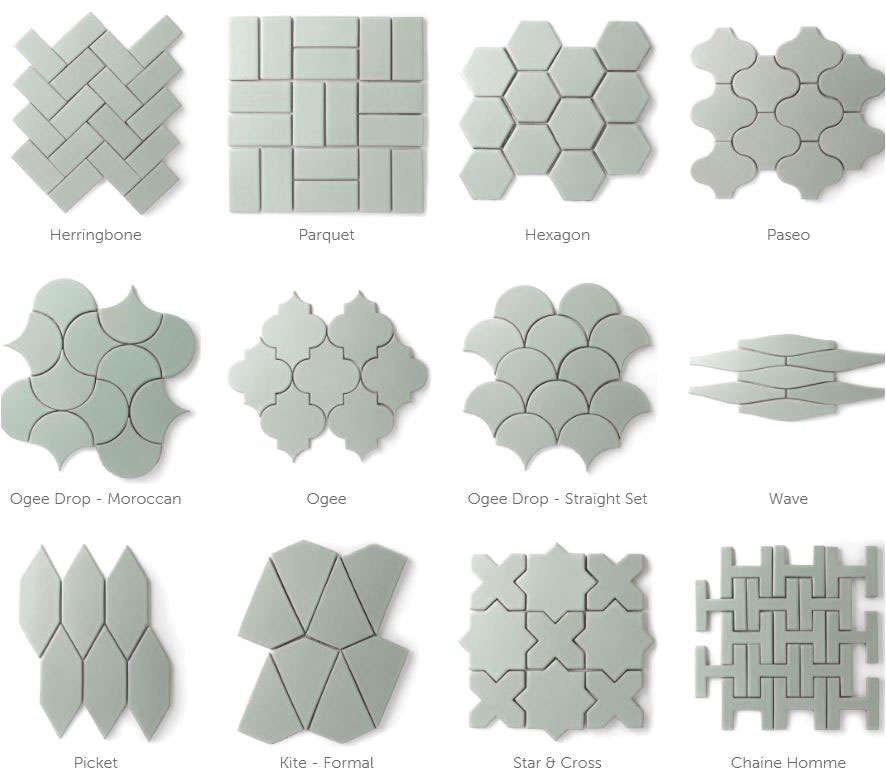 Herringbone
Parquet
Hexagon
Paseo
Ogee Drop - Moroccan
Ogee
Ogee Drop - Straight Set
Wave
Picket
Kite - Formal
Star & Cross
Chaine Homme